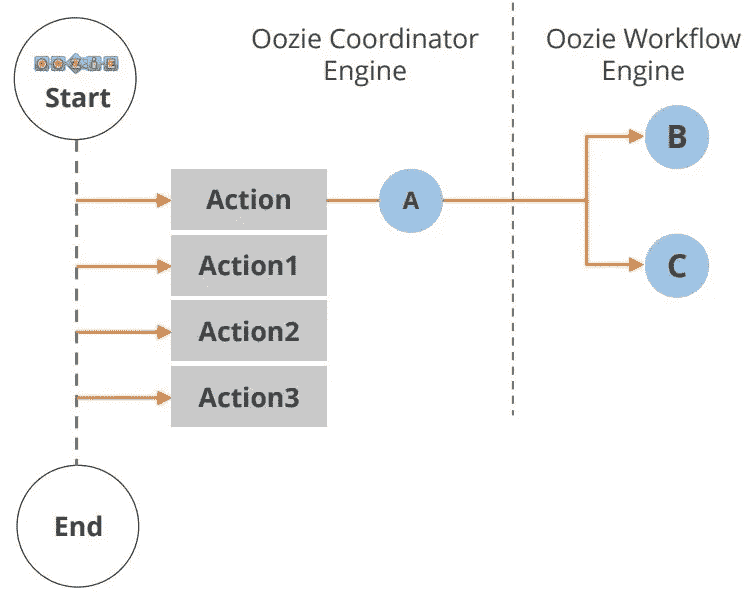 Oozie Coordinator
Engine
Oozie Workflow
Engine
OOZIE
Start
B
Action
A
Action1
C
Action2
Action3
End